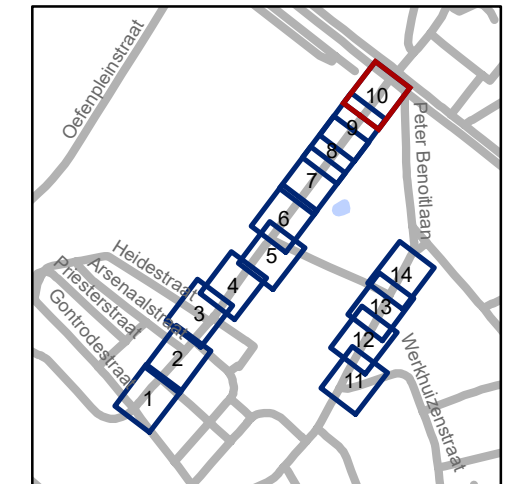 Oefenpleinstraat
10
Peter Benoitlaan
9
8
7
6
5
14
Heidestraat
Arsenaalstraat
Priesterstraat
Gontrodestraat
4
13
3
12
Werkhuizenstraat
2
11
1